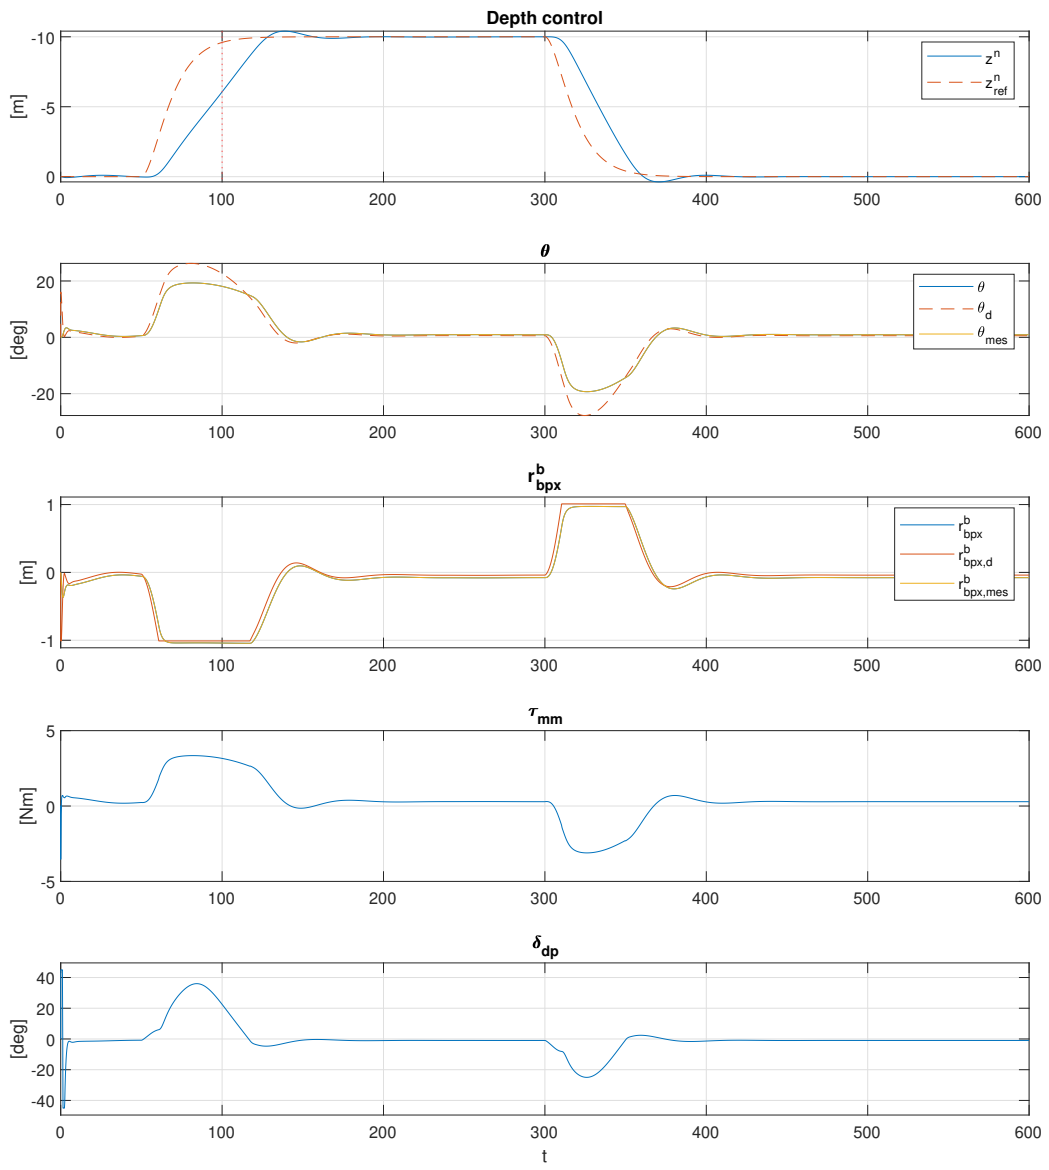 Depth control
-10
-5
0
[m]
0 100 200 300 400 500 600
z^n
z^n_ref
θ
20
0
-20
[deg]
0 100 200 300 400 500 600
θ
θ_d
θ_mes
r^b_bpx
1
0
-1
[m]
0 100 200 300 400 500 600
r^b_bpx
r^b_bpx,d
r^b_bpx,mes
τ_mm
5
0
-5
[Nm]
0 100 200 300 400 500 600
δ_dp
40
20
0
-20
-40
[deg]
0 100 200 300 400 500 600
t